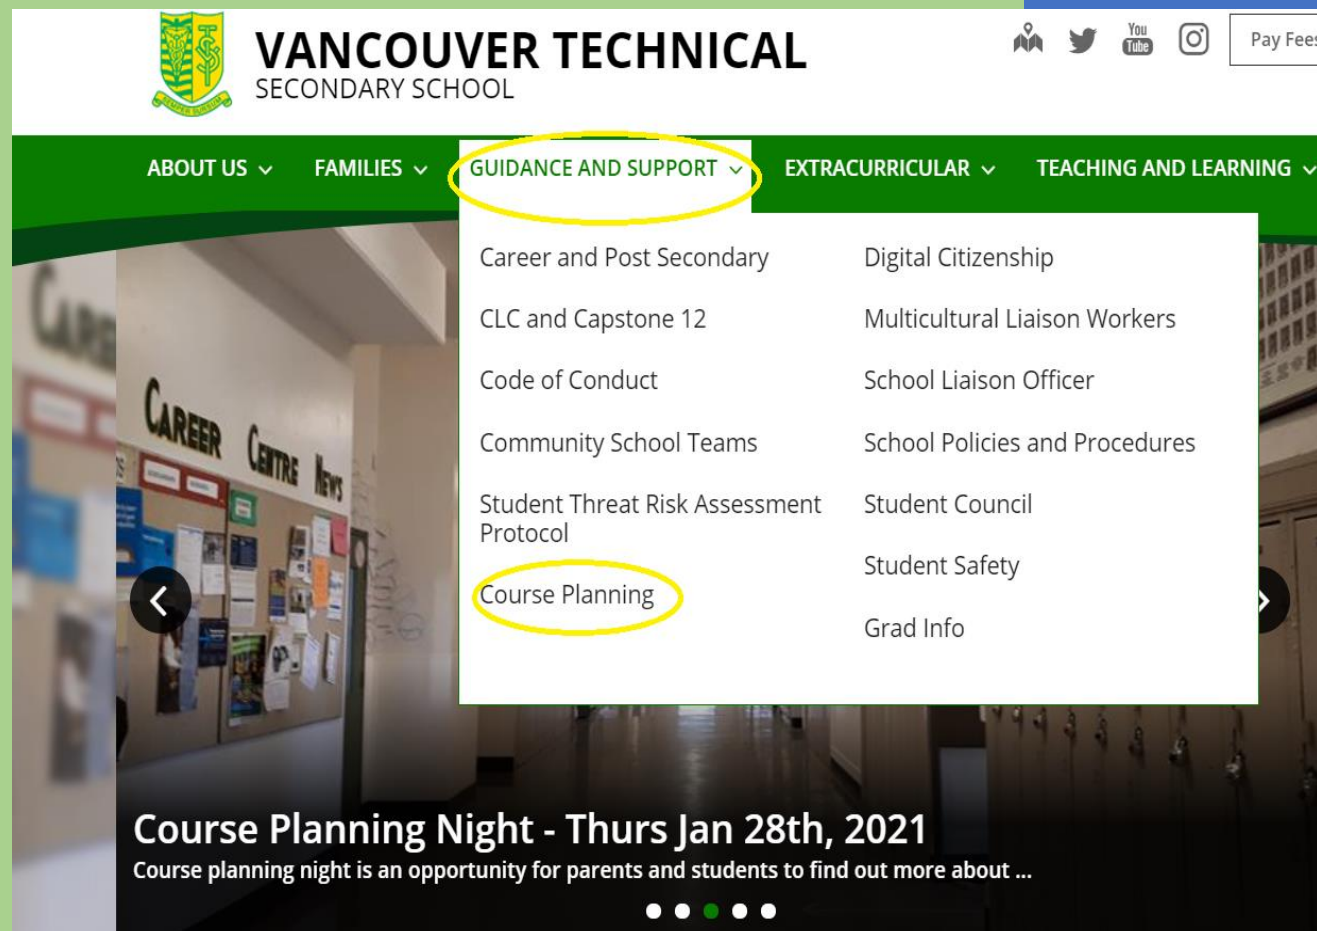 VANCOUVER TECHNICAL
SECONDARY SCHOOL
SEMPER SURSUM
You
Tube
Pay Fees
ABOUT US
FAMILIES
GUIDANCE AND SUPPORT
EXTRACURRICULAR
TEACHING AND LEARNING
Career and Post Secondary
CLC and Capstone 12
Code of Conduct
Community School Teams
Student Threat Risk Assessment
Protocol
Course Planning
Digital Citizenship
Multicultural Liaison Workers
School Liaison Officer
School Policies and Procedures
Student Council
Student Safety
Grad Info
CAREER CENTRE NEWS
Course Planning Night - Thurs Jan 28th, 2021
Course planning night is an opportunity for parents and students to find out more about ...